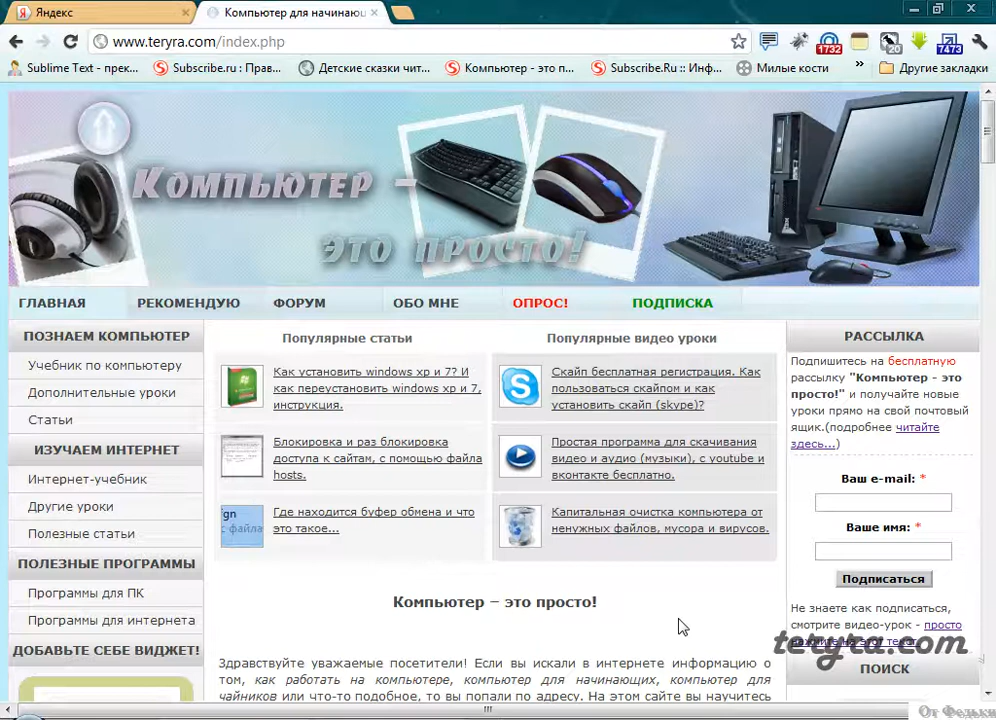 Яндекс
Компьютер для начинающ
www.teryra.com/index.php
1732
20
7473
Sublime Text - прек...
Subscribe.ru : Прав...
Детские сказки чит...
Компьютер - это п...
Subscribe.Ru :: Инф...
Милые кости
»
Другие закладки
Компьютер –
это просто!
ГЛАВНАЯ
РЕКОМЕНДУЮ
ФОРУМ
ОБО МНЕ
ОПРОС!
ПОДПИСКА
ПОЗНАЕМ КОМПЬЮТЕР
Учебник по компьютеру
Дополнительные уроки
Статьи
ИЗУЧАЕМ ИНТЕРНЕТ
Интернет-учебник
Другие уроки
Полезные статьи
ПОЛЕЗНЫЕ ПРОГРАММЫ
Программы для ПК
Программы для интернета
ДОБАВЬТЕ СЕБЕ ВИДЖЕТ!
Популярные статьи
Как установить windows xp и 7? И
как переустановить windows xp и 7,
инструкция.
Блокировка и раз блокировка
доступа к сайтам, с помощью файла
hosts.
gn
с файла
Где находится буфер обмена и что
это такое...
Популярные видео уроки
Скайп бесплатная регистрация. Как
пользоваться скайпом и как
установить скайп (skype)?
Простая программа для скачивания
видео и аудио (музыки), с youtube и
вконтакте бесплатно.
Капитальная очистка компьютера от
ненужных файлов, мусора и вирусов.
Компьютер – это просто!
Здравствуйте уважаемые посетители! Если вы искали в интернете информацию о
том, как работать на компьютере, компьютер для начинающих, компьютер для
чайников или что-то подобное, то вы попали по адресу. На этом сайте вы научитесь
РАССЫЛКА
Подпишитесь на бесплатную
рассылку "Компьютер - это
просто!" и получайте новые
уроки прямо на свой почтовый
ящик.(подробнее читайте
здесь...)
Ваш e-mail: *
Ваше имя: *
Подписаться
Не знаете как подписаться,
смотрите видео-урок - просто
нажмите на этот текст.
teryra.com
ПОИСК
От Федьки